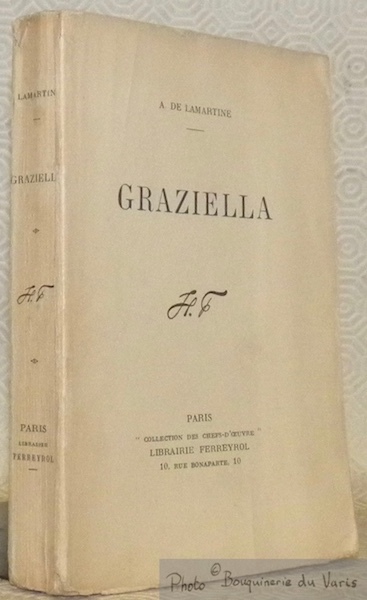 LAMARTINE
GRAZIELL
H.F
PARIS
LIBRAIRIE
FERREYROL
A. DE LAMARTINE
GRAZIELLA
H.F
PARIS
" COLLECTION DES CHEFS-D'ŒUVRE "
LIBRAIRIE FERREYROL
10, RUE BONAPARTE, 10
Photo © Bouquinerie du Varis